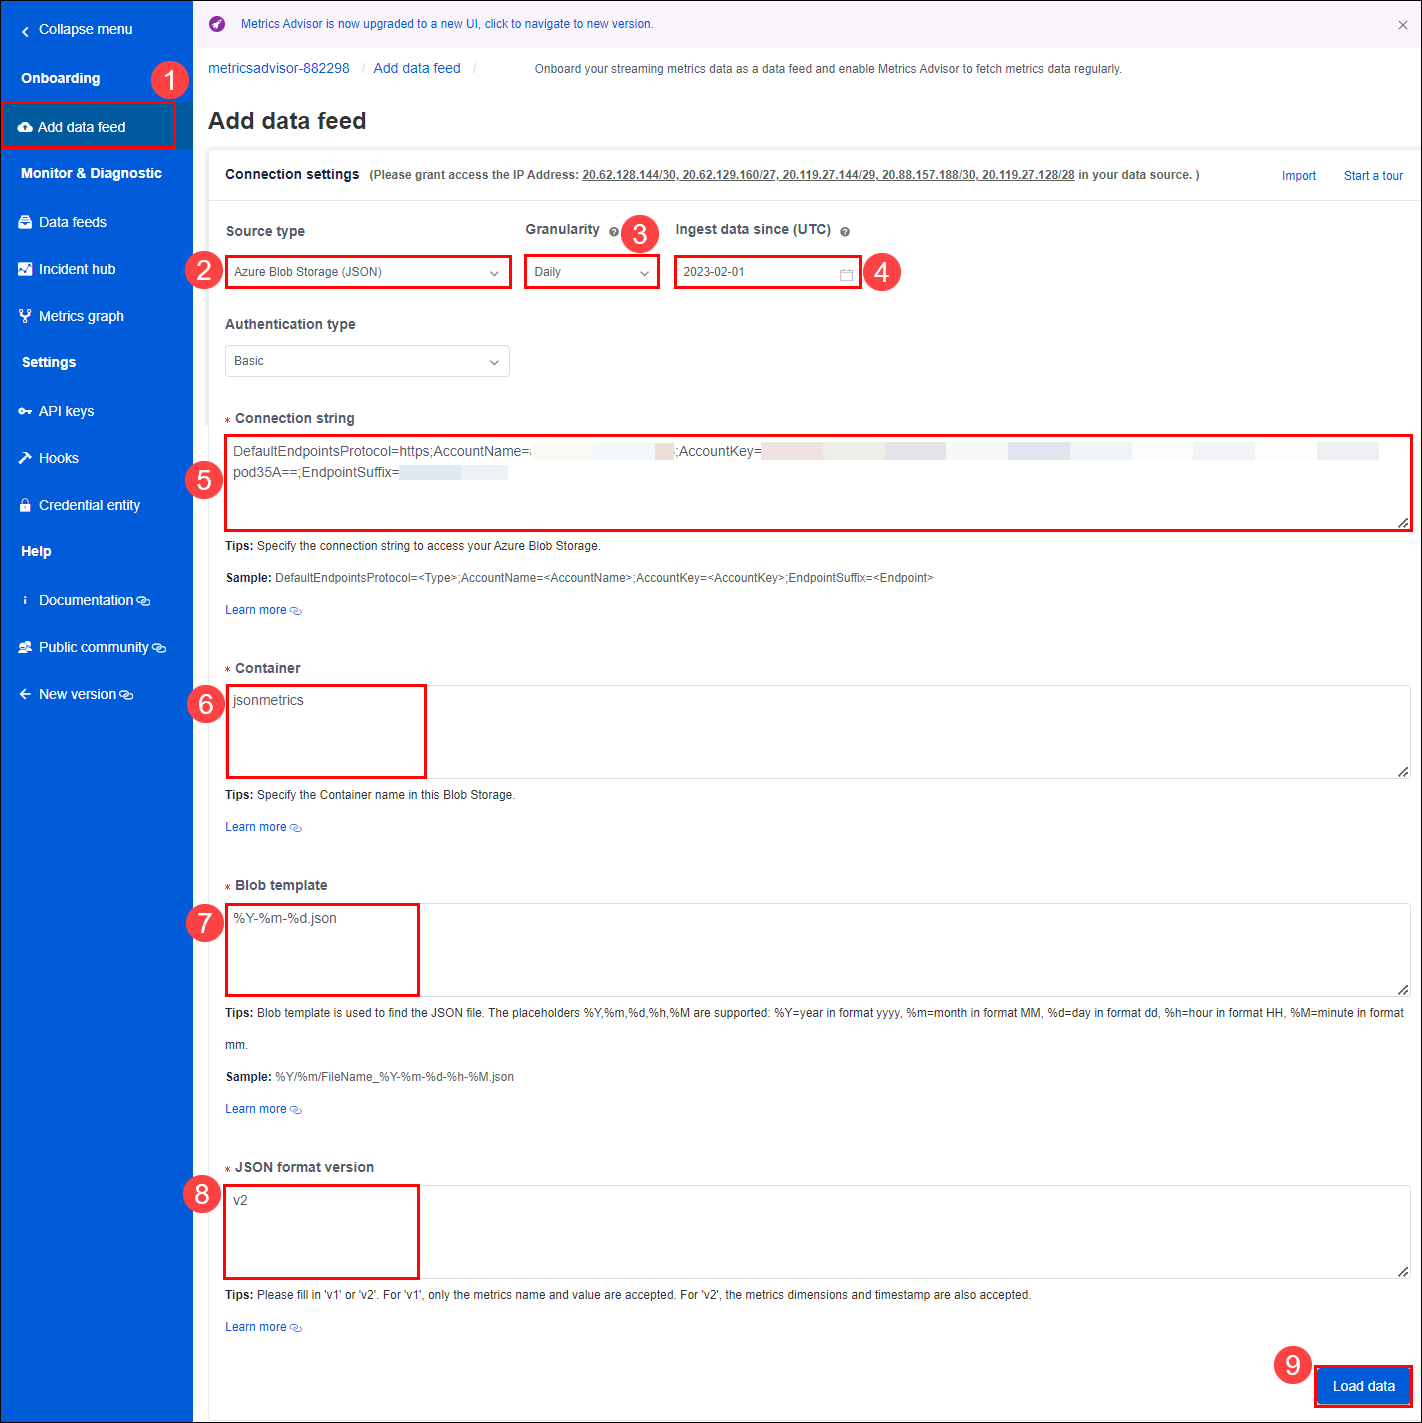 Collapse menu
Onboarding
1
Add data feed
Monitor & Diagnostic
Data feeds
Incident hub
Metrics graph
Settings
API keys
Hooks
Credential entity
Help
Documentation
Public community
New version
Metrics Advisor is now upgraded to a new UI, click to navigate to new version.
metricsadvisor-882298 / Add data feed / Onboard your streaming metrics data as a data feed and enable Metrics Advisor to fetch metrics data regularly.
Add data feed
Connection settings (Please grant access the IP Address: 20.62.128.144/30, 20.62.129.160/27, 20.119.27.144/29, 20.88.157.188/30, 20.119.27.128/28 in your data source. )
Import Start a tour
Source type Granularity 3 Ingest data since (UTC)
2 Azure Blob Storage (JSON) Daily 2023-02-01 4
Authentication type
Basic
* Connection string
DefaultEndpointsProtocol=https;AccountName= ;AccountKey=
pod35A==;EndpointSuffix=
5
Tips: Specify the connection string to access your Azure Blob Storage.
Sample: DefaultEndpointsProtocol=<Type>;AccountName=<AccountName>;AccountKey=<AccountKey>;EndpointSuffix=<Endpoint>
Learn more
* Container
6 jsonmetrics
Tips: Specify the Container name in this Blob Storage.
Learn more
* Blob template
7 %Y-%m-%d.json
Tips: Blob template is used to find the JSON file. The placeholders %Y,%m,%d,%h,%M are supported: %Y=year in format yyyy, %m=month in format MM, %d=day in format dd, %h=hour in format HH, %M=minute in format
mm.
Sample: %Y/%m/FileName_%Y-%m-%d-%h-%M.json
Learn more
* JSON format version
8 v2
Tips: Please fill in 'v1' or 'v2'. For 'v1', only the metrics name and value are accepted. For 'v2', the metrics dimensions and timestamp are also accepted.
Learn more
9
Load data